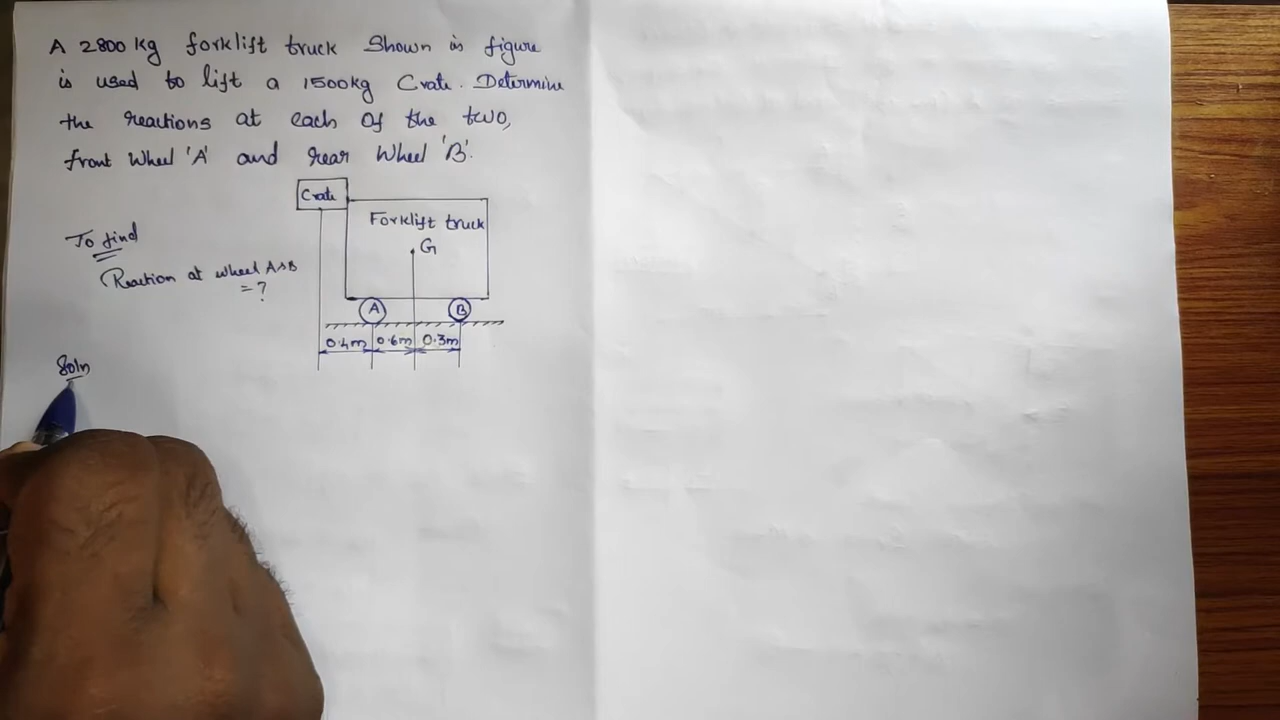 A 2800 kg forklift truck Shown in figure
is used to lift a 1500kg Crate. Determine
the reactions at each of the two,
front wheel 'A' and rear Wheel 'B'.
Crate
Forklift truck
G
To find
Reaction at wheel A & B
= ?
A
B
0.4m 0.6m 0.3m
Soln